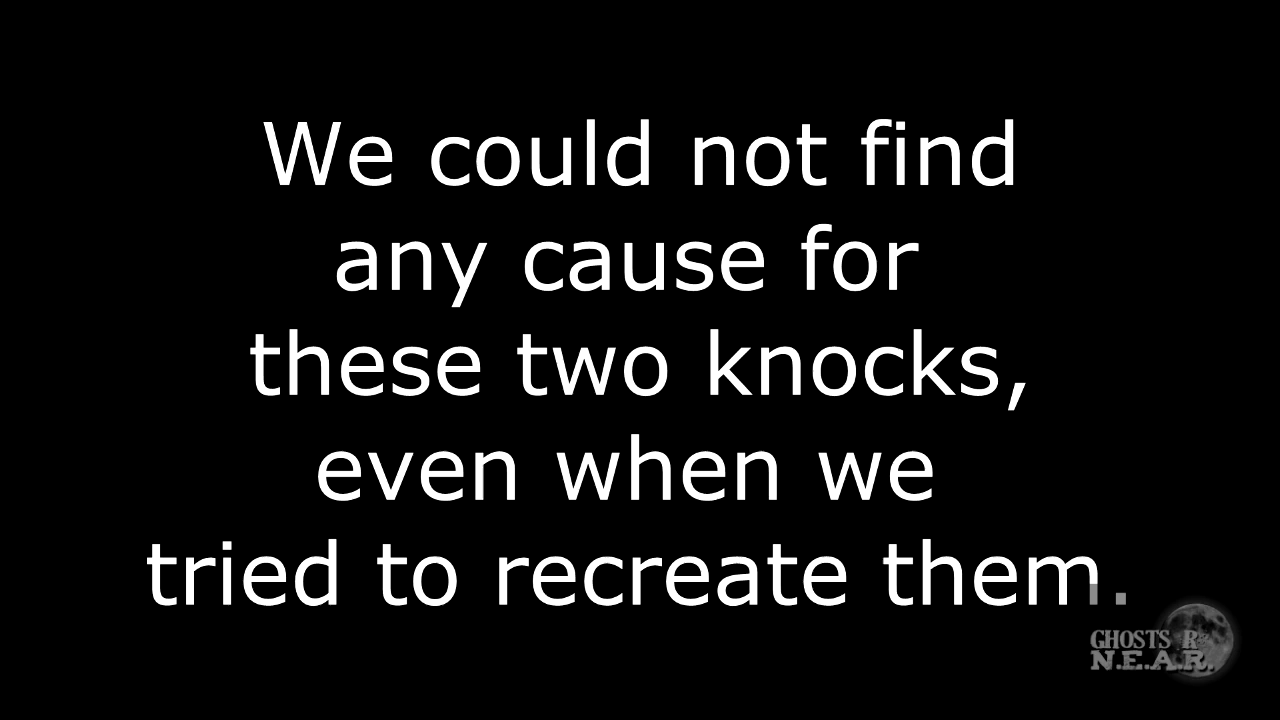 We could not find
any cause for
these two knocks,
even when we
tried to recreate them.
GHOSTS R
N.E.A.R.